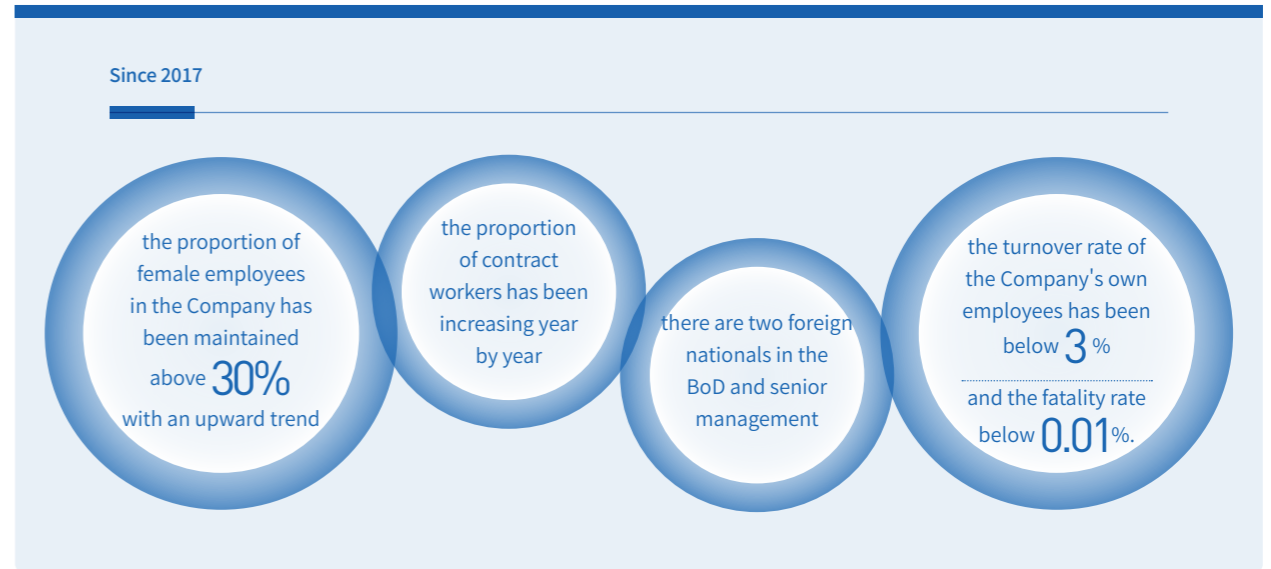 Since 2017
the proportion of
female employees
in the Company has
been maintained
above 30%
with an upward trend
the proportion
of contract
workers has been
increasing year
by year
there are two foreign
nationals in the
BoD and senior
management
the turnover rate of
the Company's own
employees has been
below 3 %
and the fatality rate
below 0.01%.